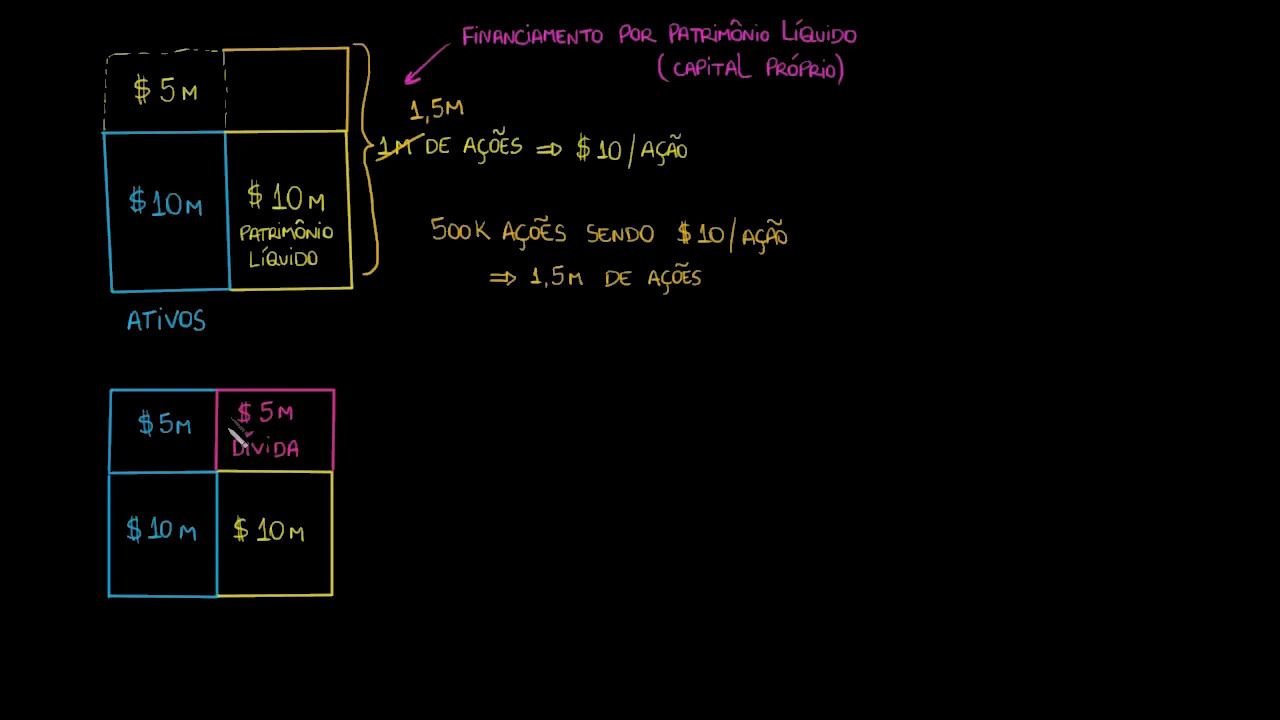 FINANCIAMENTO POR PATRIMÔNIO LÍQUIDO
(CAPITAL PRÓPRIO)
$ 5M
1,5M
1M DE AÇÕES ⇒ $10/AÇÃO
$10M
$10M
PATRIMÔNIO
LÍQUIDO
500K AÇÕES SENDO $10/AÇÃO
⇒ 1,5M DE AÇÕES
ATIVOS
$5M
$5M
DÍVIDA
$10M
$10M